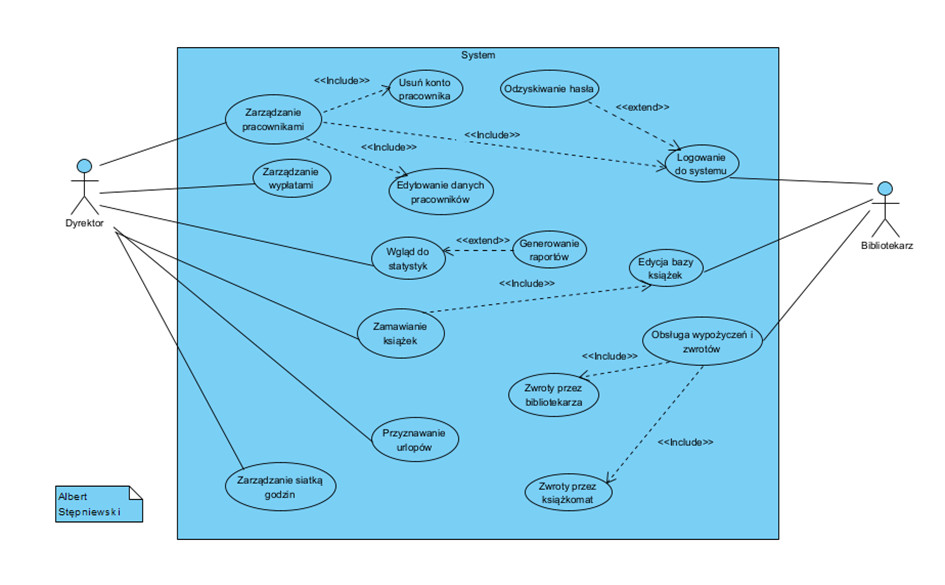 System
<<Include>>
Usuń konto
pracownika
Odzyskiwanie hasła
<<extend>>
Zarządzanie
pracownikami
<<Include>>
<<Include>>
Logowanie
do systemu
Zarządzanie
wypłatami
Edytowanie danych
pracowników
Dyrektor
Bibliotekarz
Wgląd do
statystyk
<<extend>>
Generowanie
raportów
Edycja bazy
książek
<<Include>>
Zamawianie
książek
Obsługa wypożyczeń i
zwrotów
<<Include>>
Zwroty przez
bibliotekarza
Przyznawanie
urlopów
<<Include>>
Zarządzanie siatką
godzin
Zwroty przez
książkomat
Albert
Stępniewski